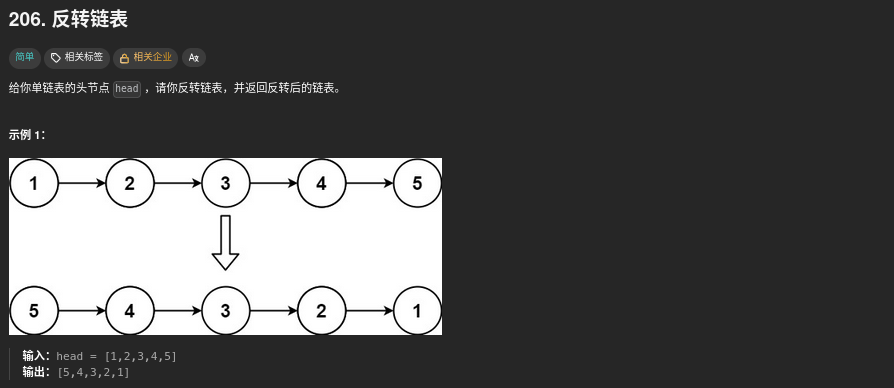 206. 反转链表
简单 相关标签 相关企业 A文
给你单链表的头节点 head ，请你反转链表，并返回反转后的链表。
示例 1：
1 2 3 4 5
5 4 3 2 1
输入：head = [1,2,3,4,5]
输出：[5,4,3,2,1]